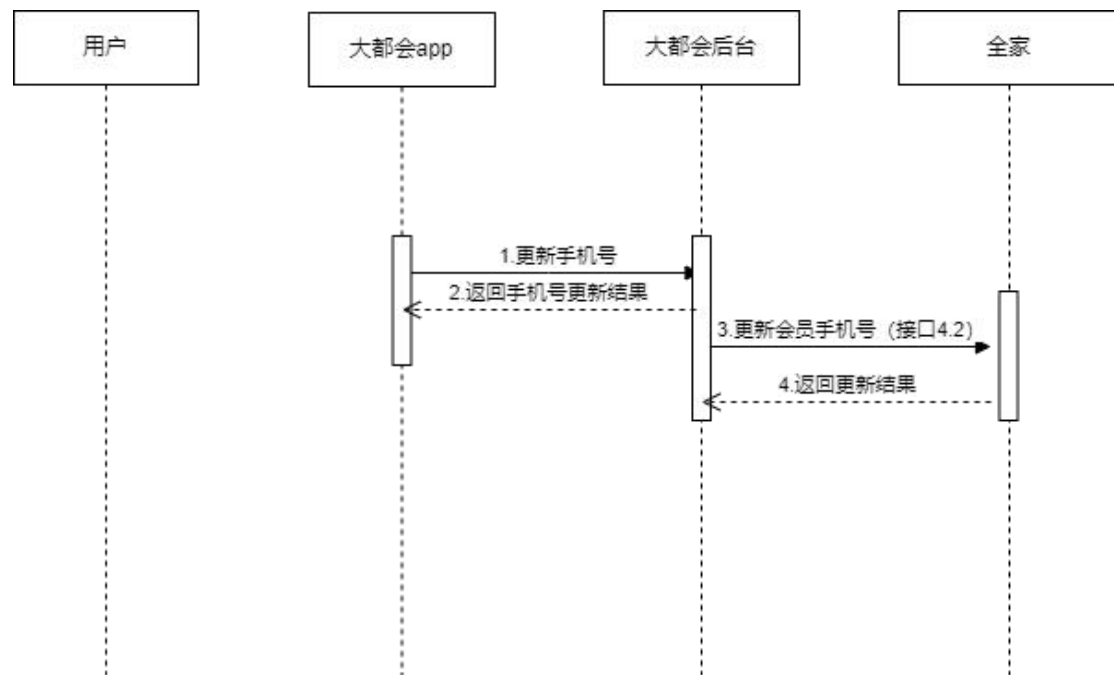 用户
大都会app
大都会后台
全家
1.更新手机号
2.返回手机号更新结果
3.更新会员手机号（接口4.2）
4.返回更新结果